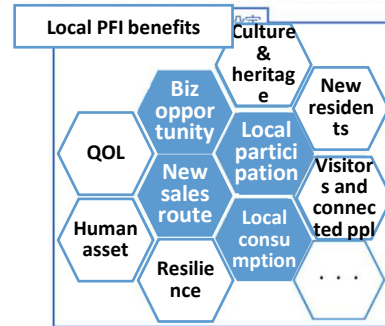 Local PFI benefits
Culture
&
heritag
e
Biz
oppor
tunity
New
residen
ts
QOL
Local
partici
pation
New
sales
route
Visitor
s and
connec
ted ppl
Human
asset
Local
consu
mption
Resilie
nce
. . .